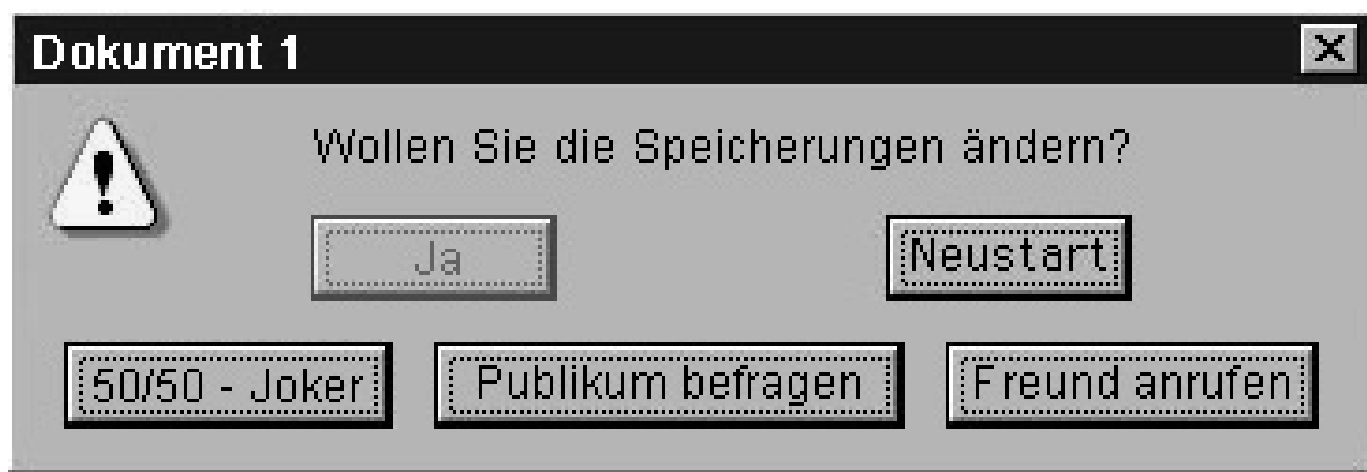 Dokument 1
Wollen Sie die Speicherungen ändern?
Ja
Neustart
50/50 - Joker
Publikum befragen
Freund anrufen